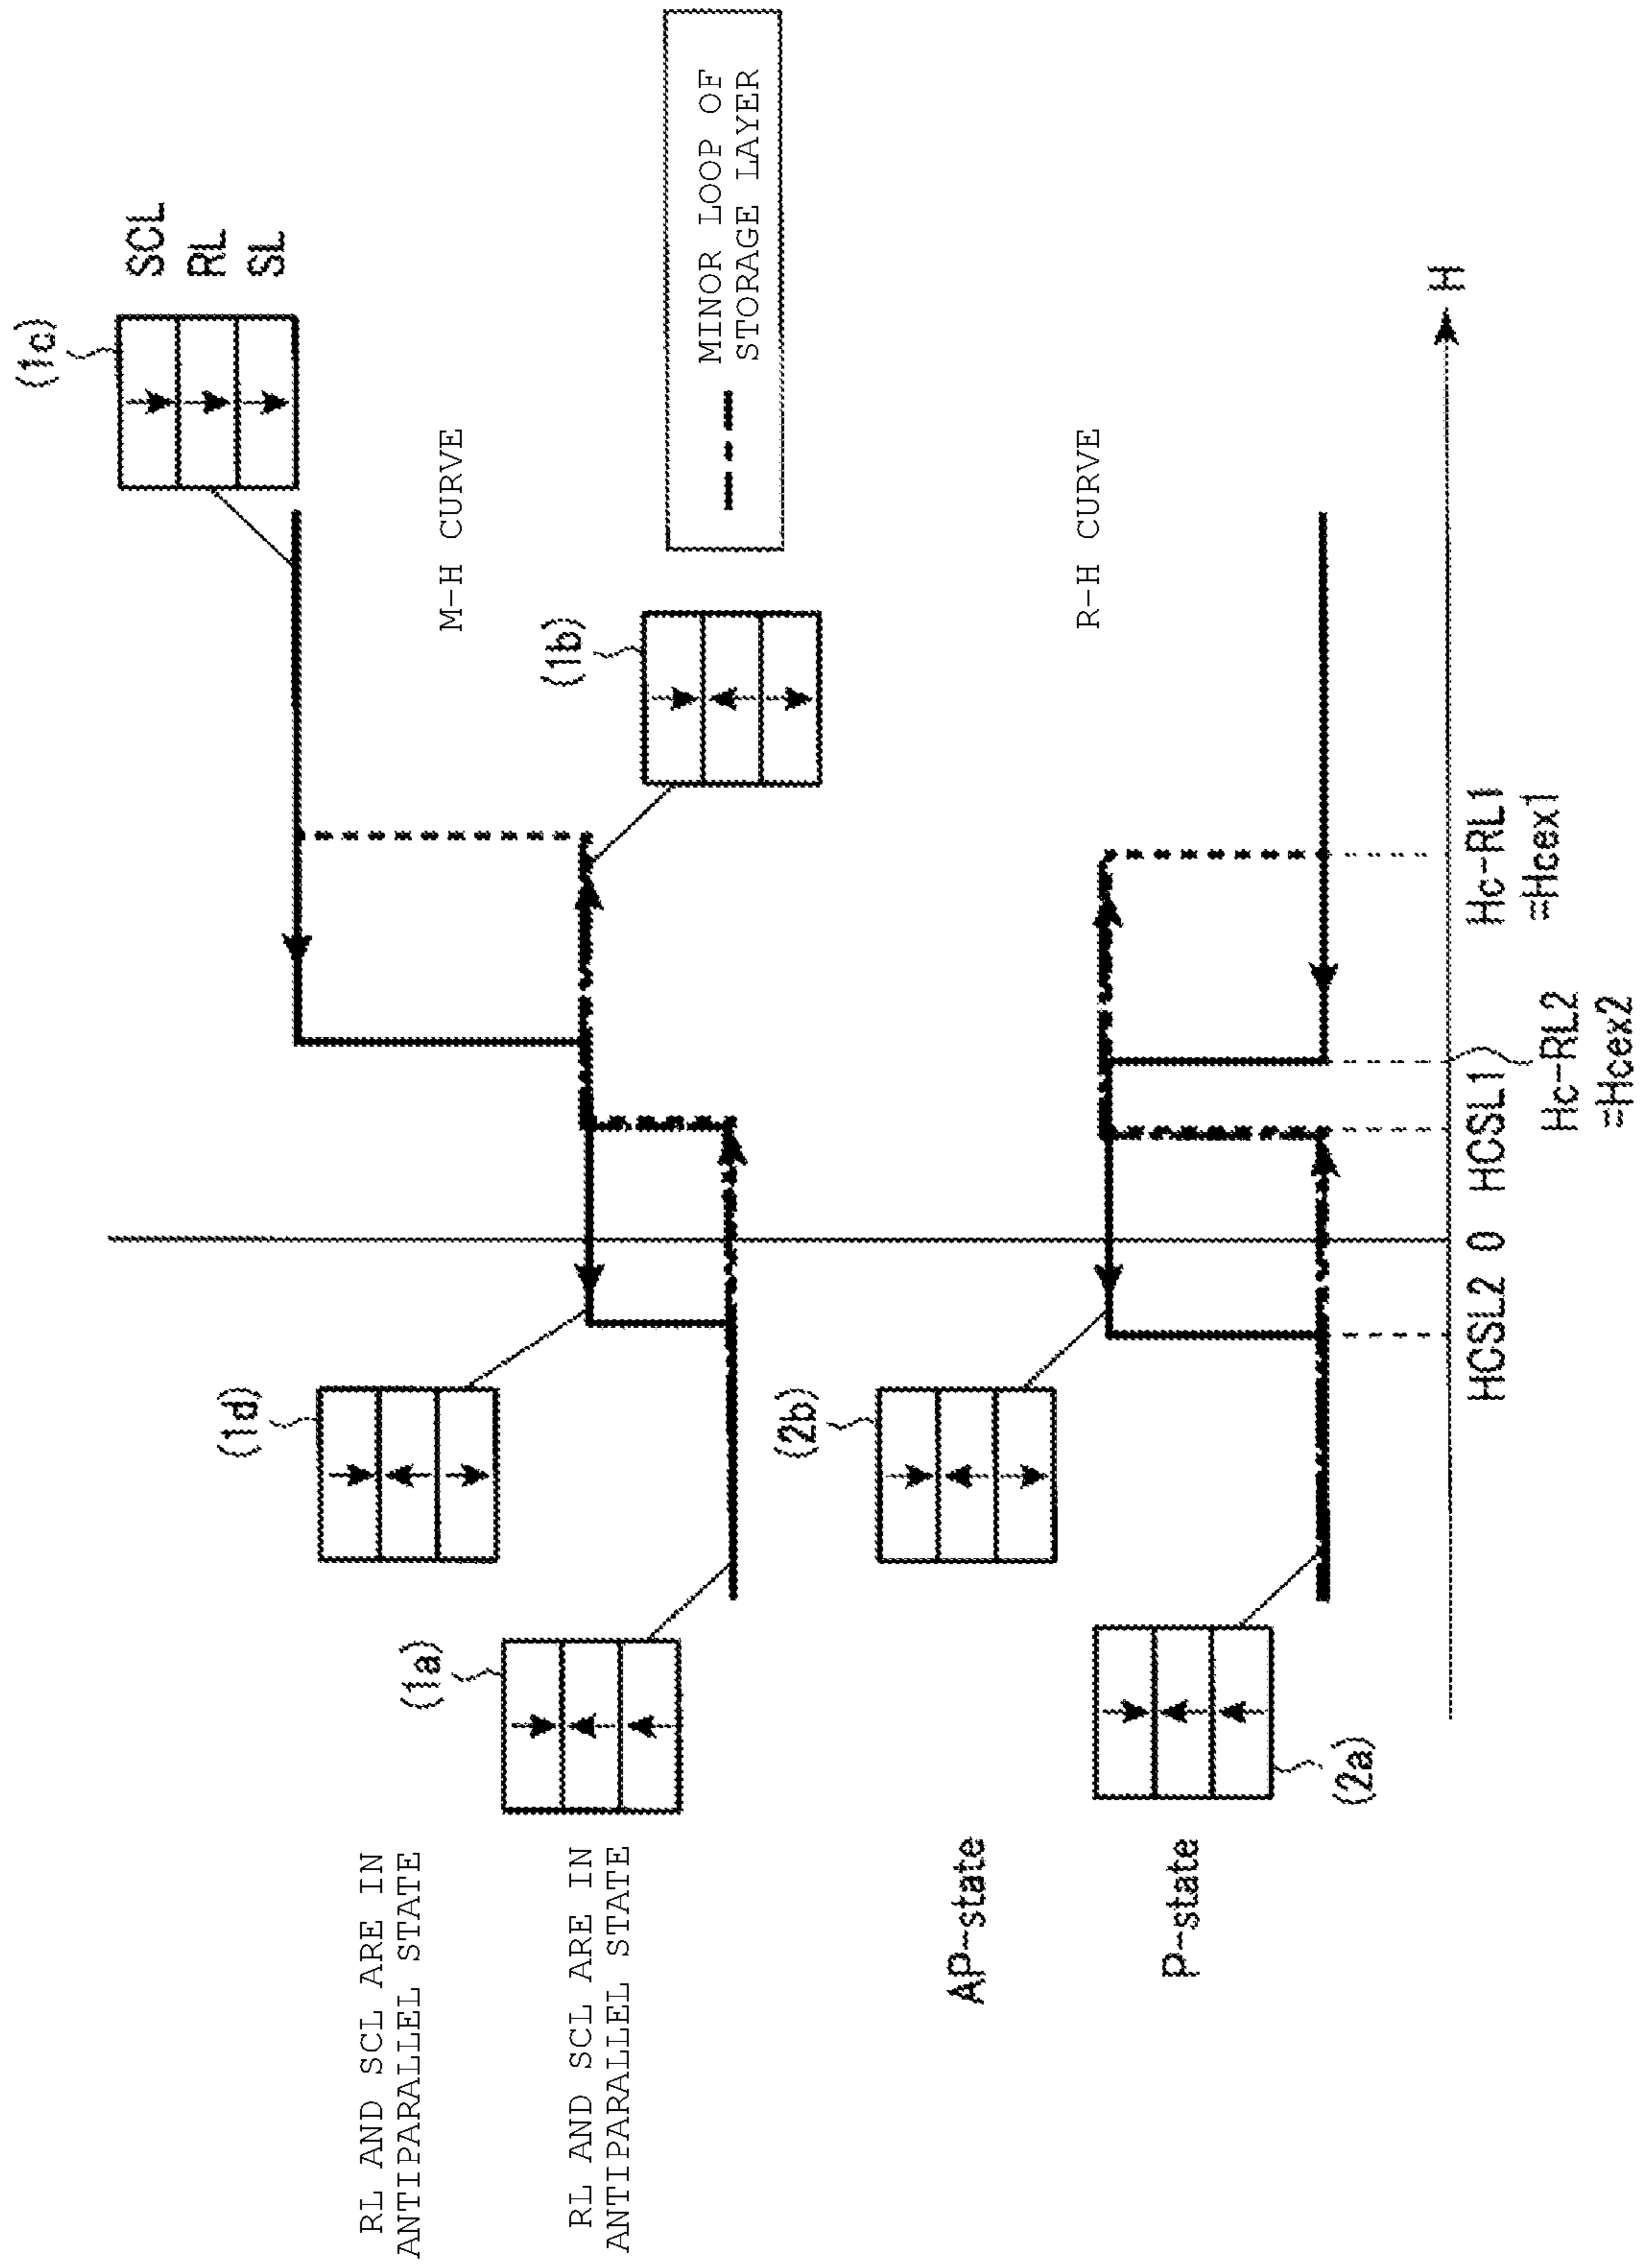 (1c)
SCL
RL
SL
M-H CURVE
MINOR LOOP OF
STORAGE LAYER
(1b)
(1d)
(1a)
RL AND SCL ARE IN
ANTIPARALLEL STATE
RL AND SCL ARE IN
ANTIPARALLEL STATE
R-H CURVE
(2b)
AP-state
P-state
(2a)
H
HCSL2 0 HCSL1)
Hc-RL1
=Hcex1
Hc-RL2
=Hcex2